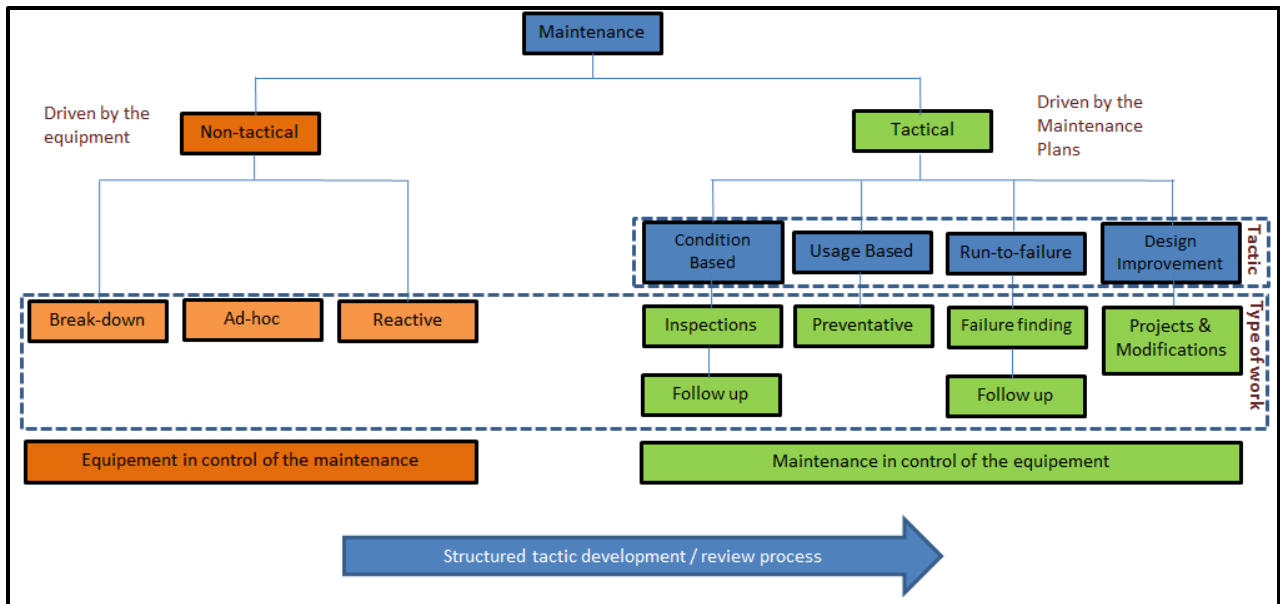 Maintenance
Driven by the
equipment
Non-tactical
Tactical
Driven by the
Maintenance
Plans
Condition
Based
Usage Based
Run-to-failure
Design
Improvement
Tactic
Break-down
Ad-hoc
Reactive
Inspections
Preventative
Failure finding
Projects &
Modifications
Follow up
Follow up
Type of work
Equipement in control of the maintenance
Maintenance in control of the equipement
Structured tactic development / review process